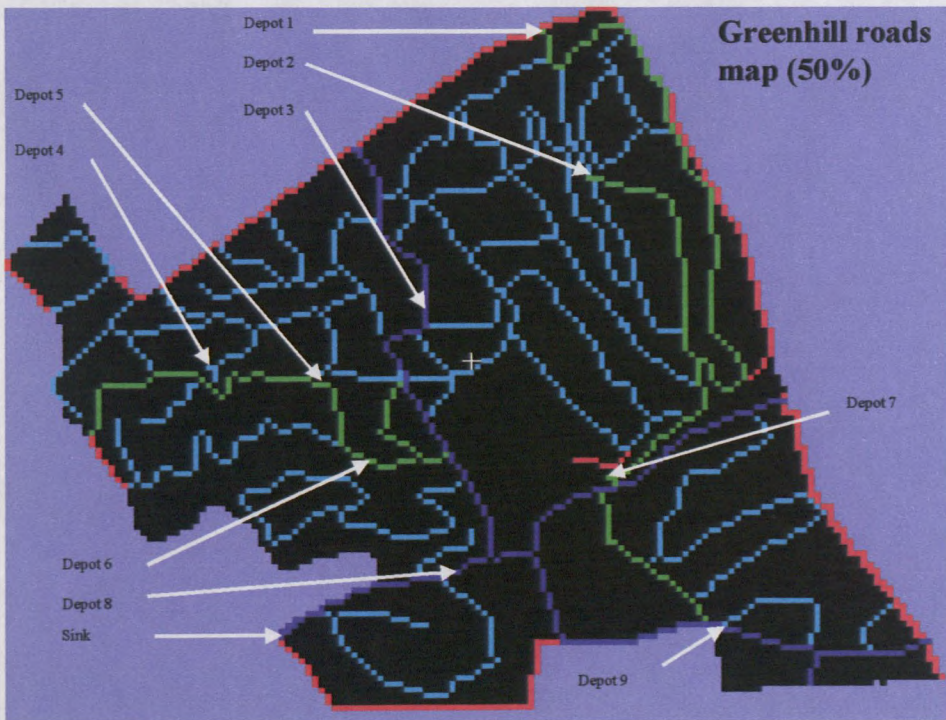 Greenhill roads
map (50%)
Depot 1
Depot 2
Depot 5
Depot 3
Depot 4
Depot 7
Depot 6
Depot 8
Sink
Depot 9